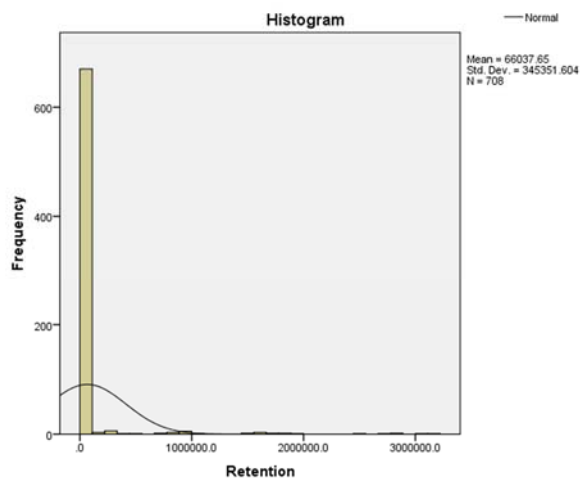 Histogram
Normal
Mean = 66037.65
Std. Dev. = 345351.604
N = 708
Frequency
600
400
200
0
.0
1000000.0
2000000.0
3000000.0
Retention